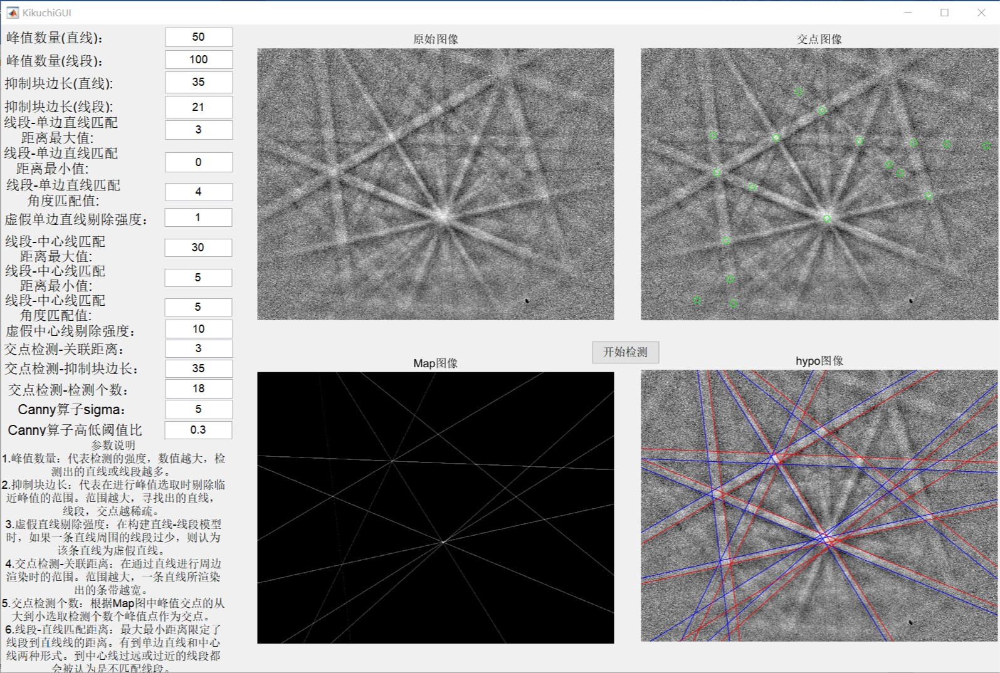 KikuchiGUI
峰值数量(直线)：
50
峰值数量(线段)：
100
抑制块边长(直线):
35
抑制块边长(线段):
21
线段-单边直线匹配
距离最大值:
3
线段-单边直线匹配
距离最小值:
0
线段-单边直线匹配
角度匹配值:
4
虚假单边直线剔除强度：
1
线段-中心线匹配
距离最大值:
30
线段-中心线匹配
距离最小值:
5
线段-中心线匹配
角度匹配值:
5
虚假中心线剔除强度：
10
交点检测-关联距离：
3
交点检测-抑制块边长：
35
交点检测-检测个数：
18
Canny算子sigma：
5
Canny算子高低阈值比
0.3
参数说明
1.峰值数量：代表检测的强度，数值越大，检
测出的直线或线段越多。
2.抑制块边长：代表在进行峰值选取时剔除临
近峰值的范围。范围越大，寻找出的直线，
线段，交点越稀疏。
3.虚假直线剔除强度：在构建直线-线段模型
时，如果一条直线周围的线段过少，则认为
该条直线为虚假直线。
4.交点检测-关联距离：在通过直线进行周边
渲染时的范围。范围越大，一条直线所渲染
出的条带越宽。
5.交点检测个数：根据Map图中峰值交点的从
大到小选取检测个数个峰值点作为交点。
6.线段-直线匹配距离：最大最小距离限定了
线段到直线线的距离。有到单边直线和中心
线两种形式。到中心线过远或过近的线段都
会被认为是不匹配线段。
原始图像
交点图像
开始检测
Map图像
hypo图像